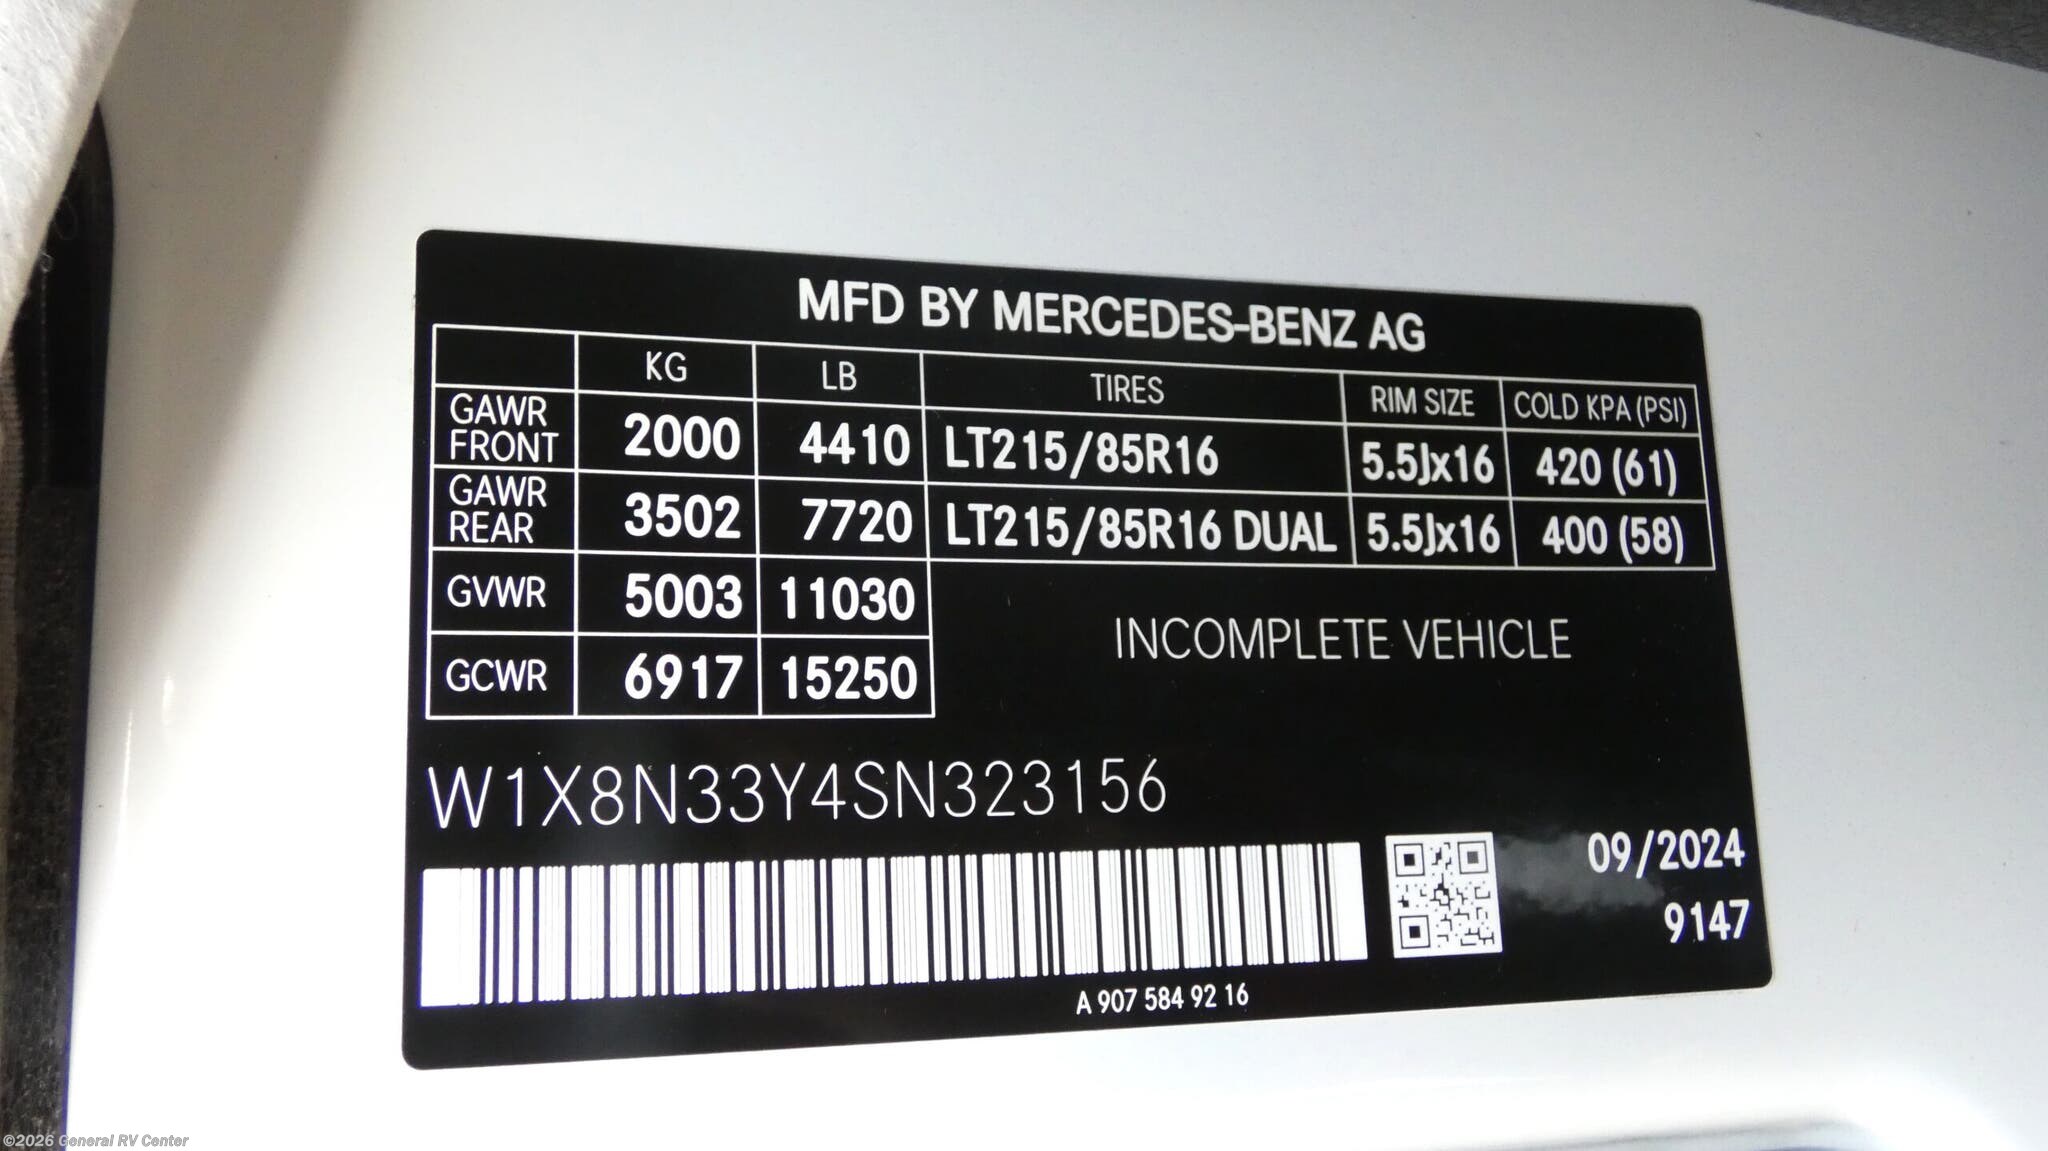 MFD BY MERCEDES-BENZ AG
KG LB TIRES RIM SIZE COLD KPA (PSI)
GAWR FRONT 2000 4410 LT215/85R16 5.5Jx16 420 (61)
GAWR REAR 3502 7720 LT215/85R16 DUAL 5.5Jx16 400 (58)
GVWR 5003 11030
INCOMPLETE VEHICLE
GCWR 6917 15250
W1X8N33Y4SN323156
09/2024
9147
A 907 584 92 16
©2026 General RV Center